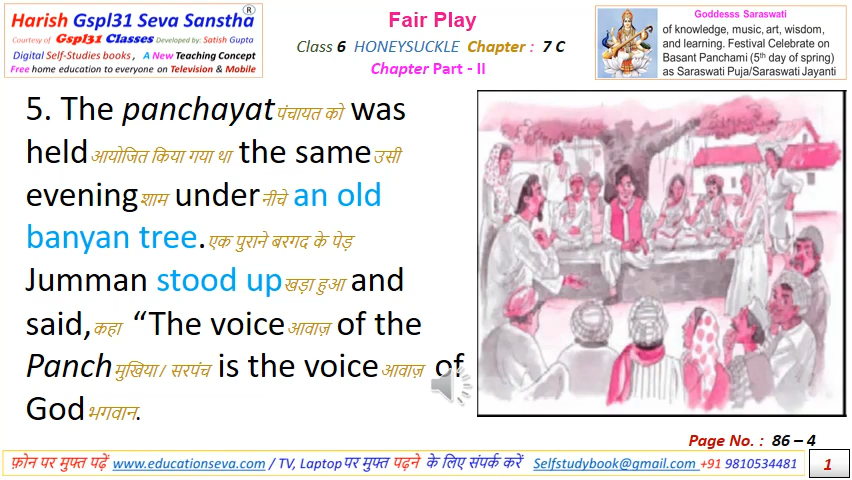 Harish Gspl31 Seva Sanstha
Courtesy of Gspl31 Classes Developed by: Satish Gupta
Digital Self-Studies books , A New Teaching Concept
Free home education to everyone on Television & Mobile
Fair Play
Class 6 HONEYSUCKLE Chapter : 7 C
Chapter Part - II
Goddesss Saraswati
of knowledge, music, art, wisdom,
and learning. Festival Celebrate on
Basant Panchami (5th day of spring)
as Saraswati Puja/Saraswati Jayanti
5. The panchayat पंचायत को was
held आयोजित किया गया था the same उसी
evening शाम under नीचे an old
banyan tree. एक पुराने बरगद के पेड़
Jumman stood up खड़ा हुआ and
said, कहा “The voice आवाज़ of the
Panch मुखिया/ सरपंच is the voice आवाज़ of
God भगवान.
Page No. : 86 – 4
फ़ोन पर मुफ्त पढ़ें www.educationseva.com / TV, Laptop पर मुफ्त पढ़ने के लिए संपर्क करें Selfstudybook@gmail.com +91 9810534481
1